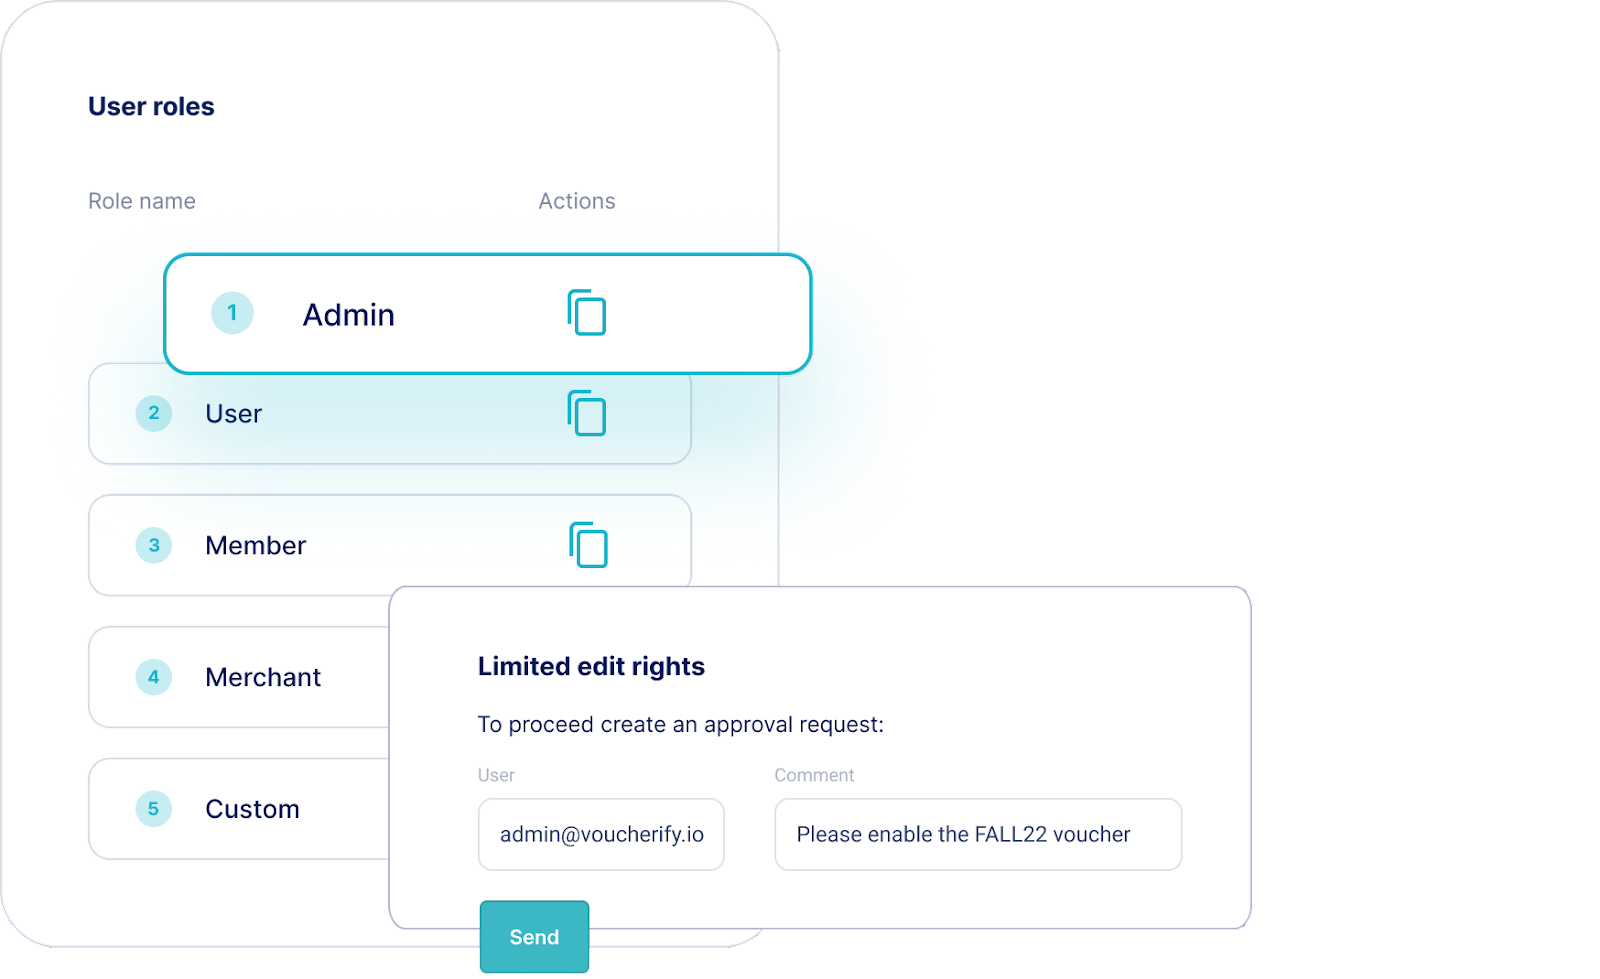 User roles
Role name Actions
1 Admin
2 User
3 Member
4 Merchant
5 Custom
Limited edit rights
To proceed create an approval request:
User Comment
admin@voucherify.io Please enable the FALL22 voucher
Send